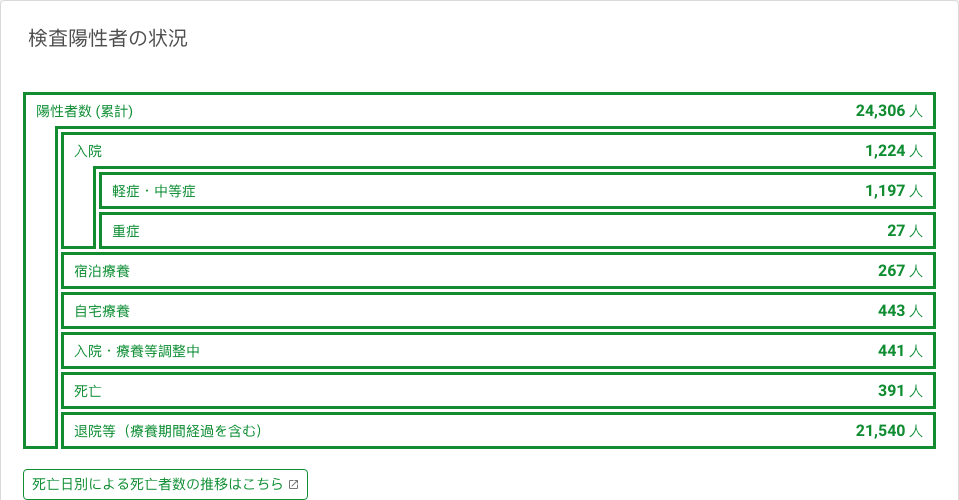 検査陽性者の状況
陽性者数 (累計) 24,306 人
入院 1,224 人
軽症・中等症 1,197 人
重症 27 人
宿泊療養 267 人
自宅療養 443 人
入院・療養等調整中 441 人
死亡 391 人
退院等（療養期間経過を含む） 21,540 人
死亡日別による死亡者数の推移はこちら